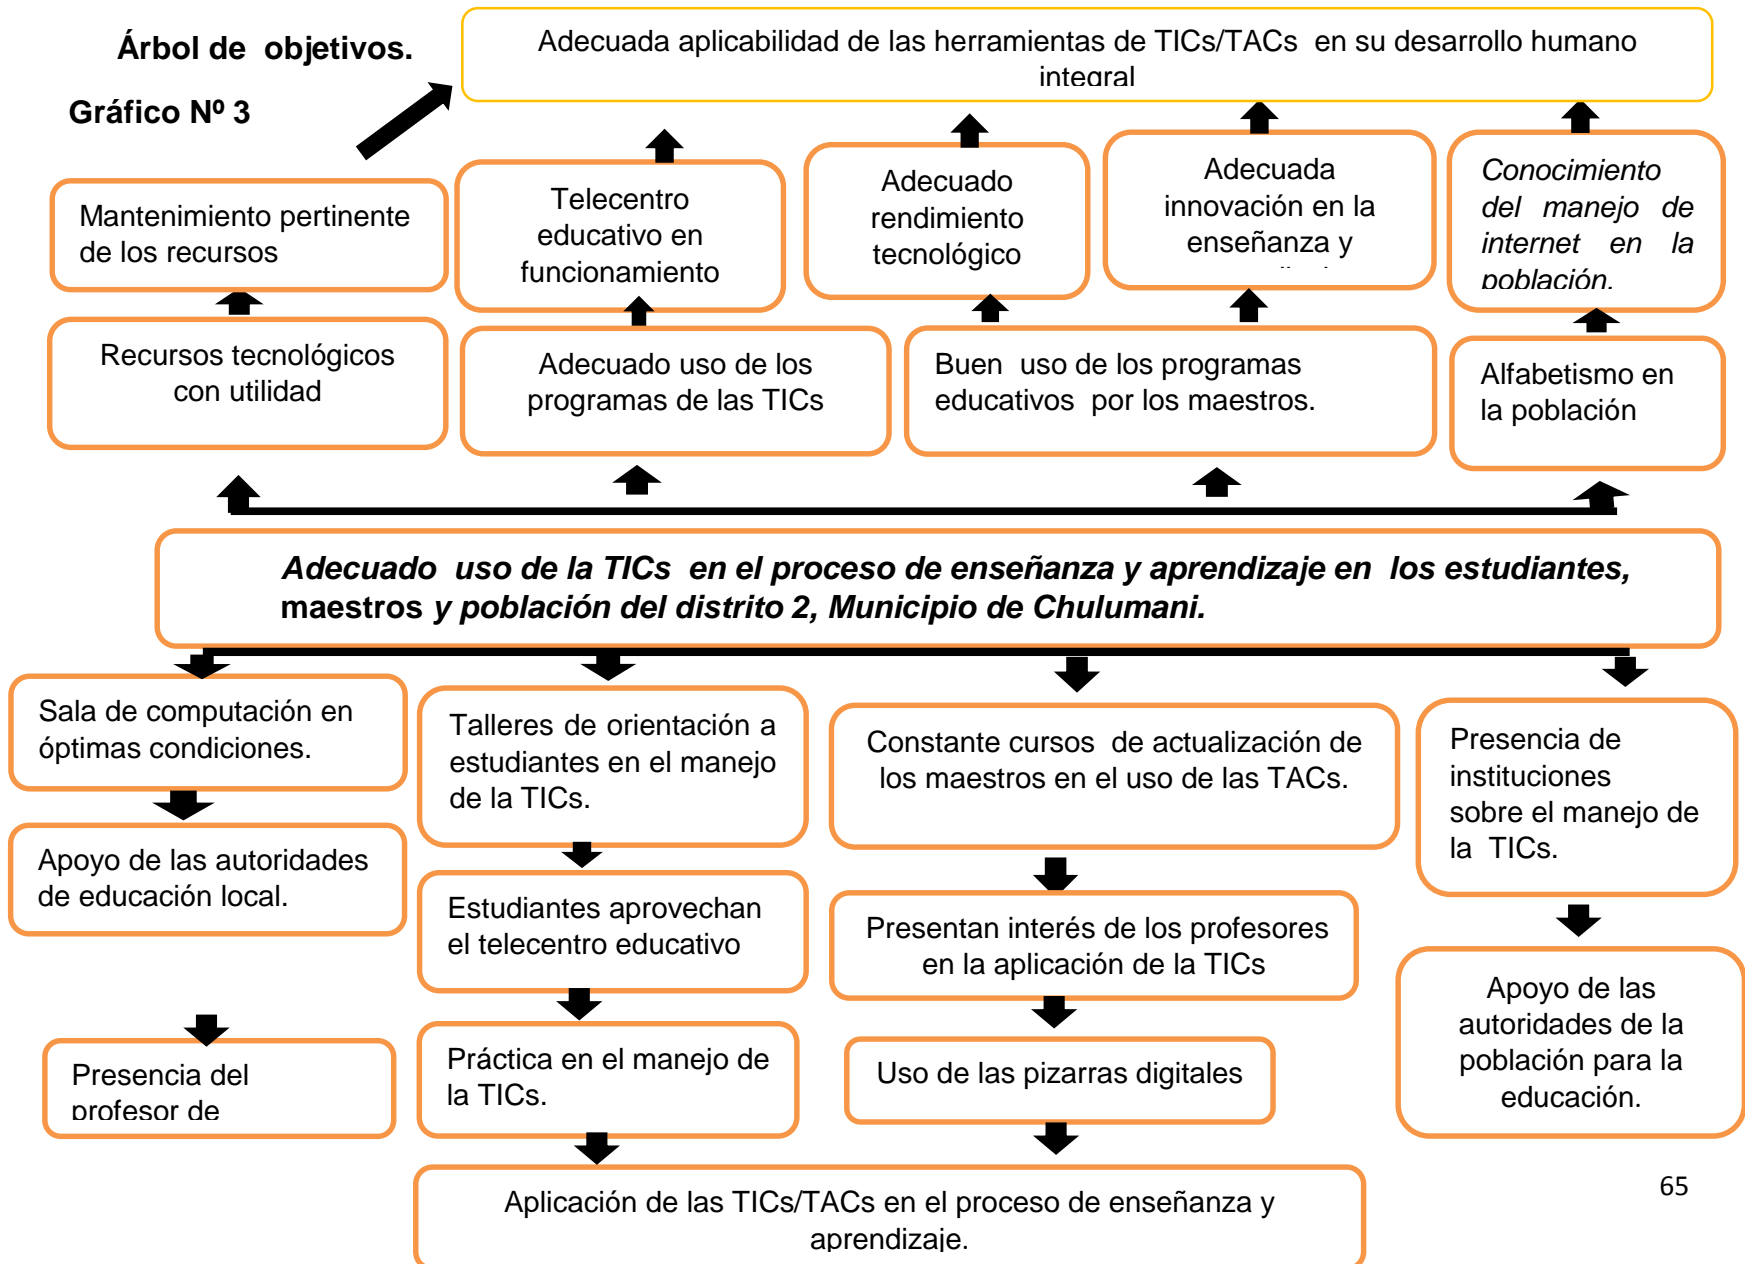 Árbol de  objetivos.
Gráfico Nº 3
Adecuada aplicabilidad de las herramientas de TICs/TACs  en su desarrollo humano
integral
Mantenimiento pertinente
de los recursos
Telecentro
educativo en
funcionamiento
Adecuado
rendimiento
tecnológico
Adecuada
innovación en la
enseñanza y
Conocimiento
del manejo de
internet en la
población.
Recursos tecnológicos
con utilidad
Adecuado uso de los
programas de las TICs
Buen  uso de los programas
educativos  por los maestros.
Alfabetismo en
la población
Adecuado  uso de la TICs  en el proceso de enseñanza y aprendizaje en  los estudiantes,
maestros y población del distrito 2, Municipio de Chulumani.
Sala de computación en
óptimas condiciones.
Talleres de orientación a
estudiantes en el manejo
de la TICs.
Constante cursos  de actualización de
los maestros en el uso de las TACs.
Presencia de
instituciones
sobre el manejo de
la  TICs.
Apoyo de las autoridades
de educación local.
Estudiantes aprovechan
el telecentro educativo
Presentan interés de los profesores
en la aplicación de la TICs
Apoyo de las
autoridades de la
población para la
educación.
Presencia del
profesor de
Práctica en el manejo de
la TICs.
Uso de las pizarras digitales
Aplicación de las TICs/TACs en el proceso de enseñanza y
aprendizaje.
65